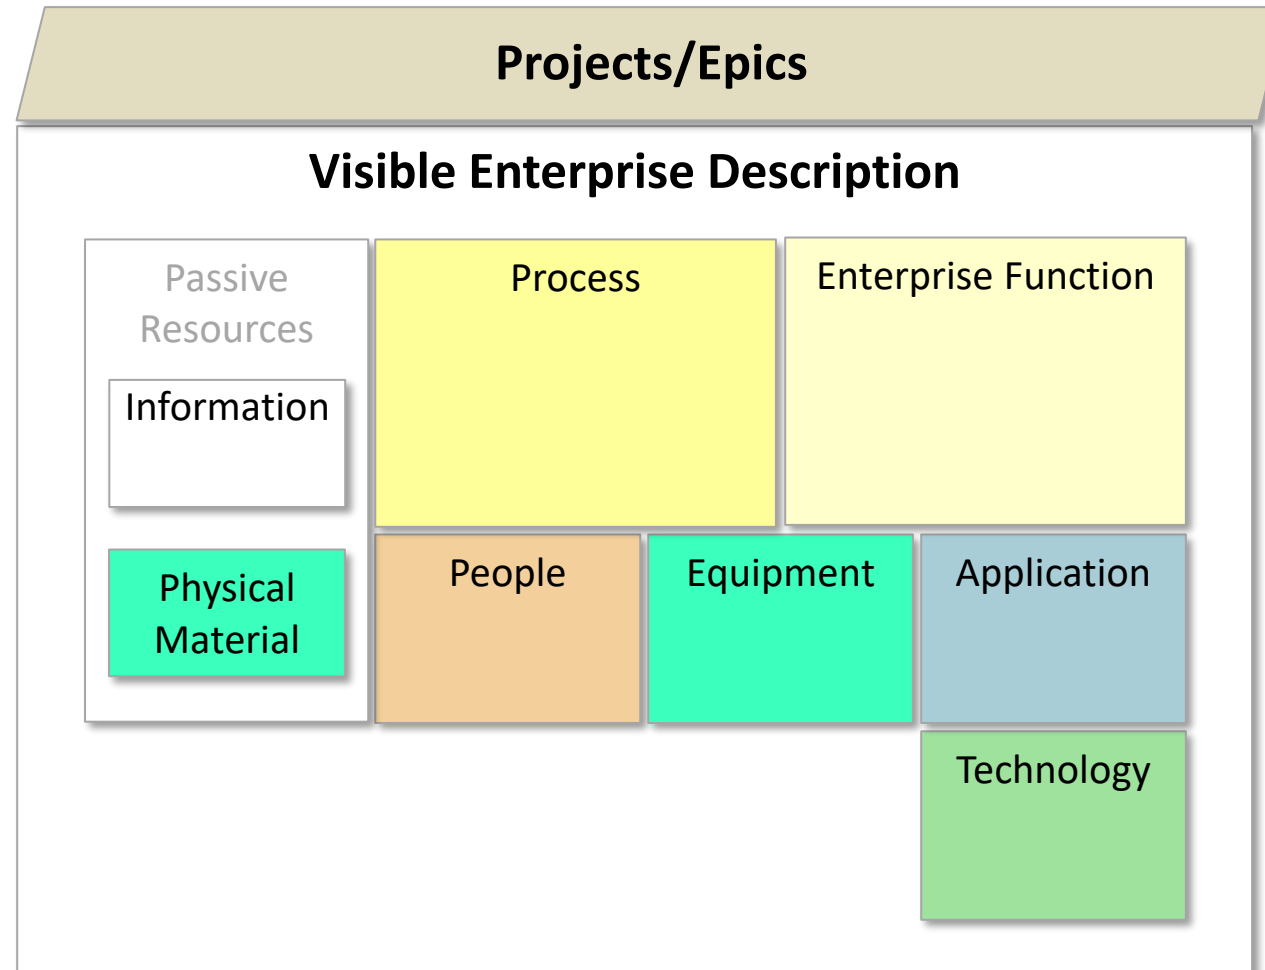 Projects/Epics
Visible Enterprise Description
Passive
Resources
Information
Physical
Material
Process
Enterprise Function
People
Equipment
Application
Technology